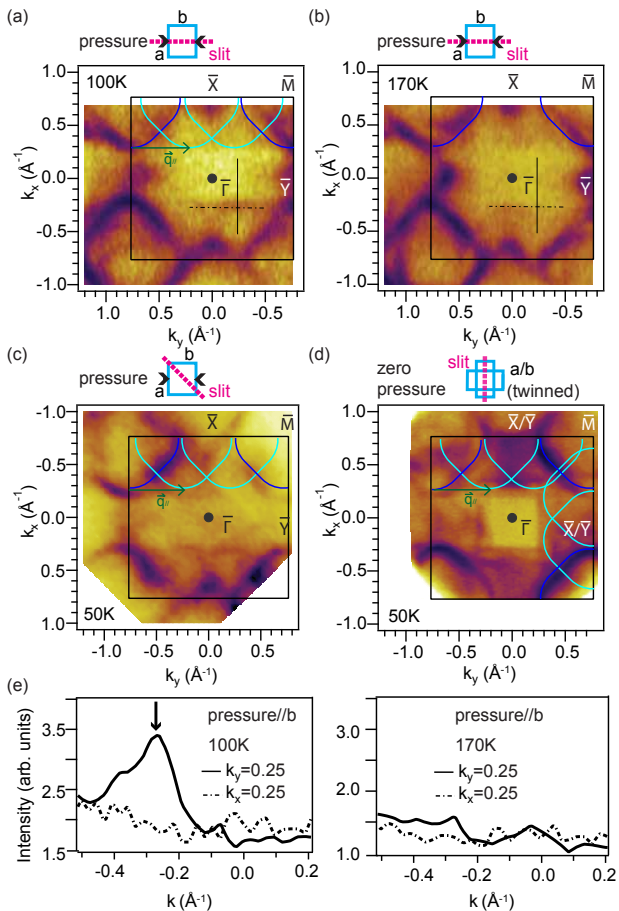 (a)
b
pressure
a
slit
100K
X̅
M̅
q⃗//
Γ̅
Y̅
1.0
0.5
0.0
-0.5
-1.0
kx (Å-1)
1.0
0.5
0.0
-0.5
ky (Å-1)
(b)
b
pressure
a
slit
170K
X̅
M̅
Γ̅
Y̅
1.0
0.5
0.0
-0.5
-1.0
kx (Å-1)
1.0
0.5
0.0
-0.5
ky (Å-1)
(c)
b
pressure
a
slit
X̅
M̅
q⃗//
Γ̅
Y̅
50K
-1.0
-0.5
0.0
0.5
1.0
kx (Å-1)
-1.0
-0.5
0.0
0.5
ky (Å-1)
(d)
zero
pressure
slit
a/b
(twinned)
X̅/Y̅
M̅
q⃗//
Γ̅
X̅/Y̅
50K
1.0
0.5
0.0
-0.5
-1.0
kx (Å-1)
-1.0
-0.5
0.0
0.5
ky (Å-1)
(e)
Intensity (arb. units)
3.5
2.5
1.5
pressure//b
100K
ky=0.25
kx=0.25
-0.4
-0.2
0.0
0.2
k (Å-1)
3.0
2.0
1.0
pressure//b
170K
ky=0.25
kx=0.25
-0.4
-0.2
0.0
0.2
k (Å-1)